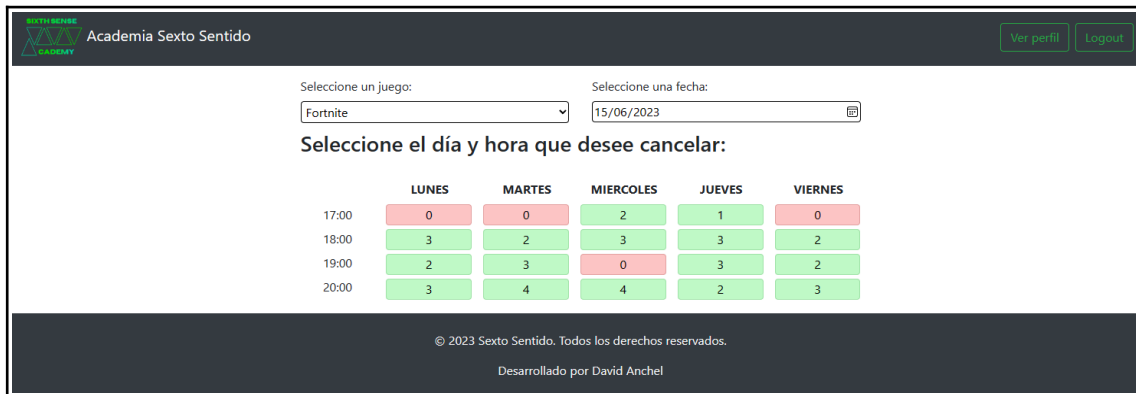 SIXTH SENSE
ACADEMY
Academia Sexto Sentido
Ver perfil
Logout
Seleccione un juego:
Seleccione una fecha:
Fortnite
15/06/2023
Seleccione el día y hora que desee cancelar:
LUNES MARTES MIERCOLES JUEVES VIERNES
17:00 0 0 2 1 0
18:00 3 2 3 3 2
19:00 2 3 0 3 2
20:00 3 4 4 2 3
© 2023 Sexto Sentido. Todos los derechos reservados.
Desarrollado por David Anchel